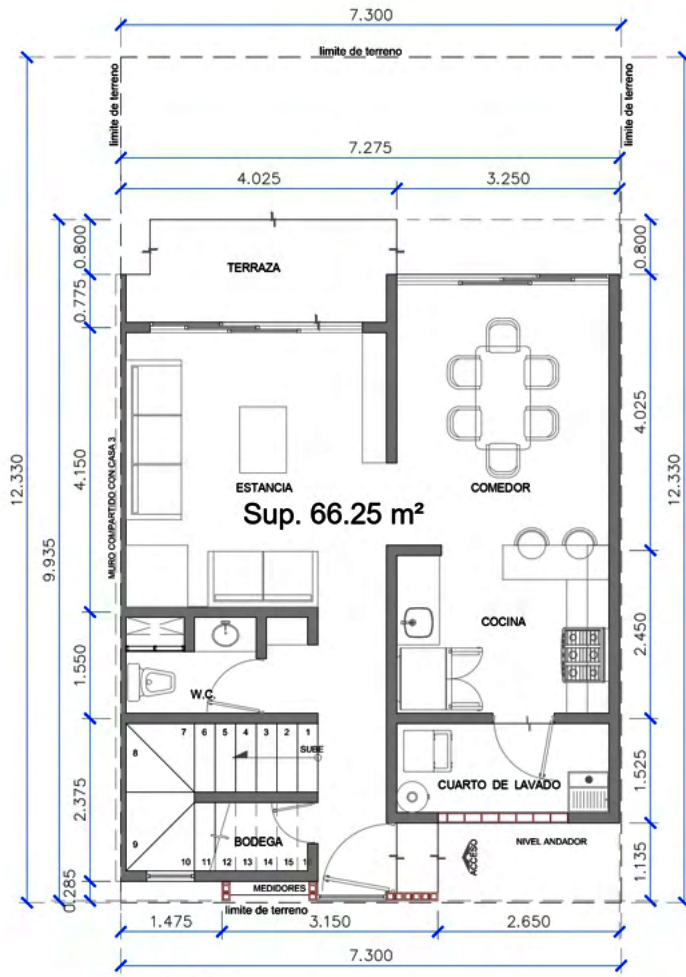 7.300
limite de terreno
limite de terreno
limite de terreno
7.275
4.025
3.250
0.800
0.800
TERRAZA
0.775
4.025
12.330
9.935
4.150
MURO COMPARTIDO CON CASA 3
ESTANCIA
COMEDOR
12.330
Sup. 66.25 m²
COCINA
2.450
1.550
W.C.
7 6 5 4 3 2 1
8
SUBE
2.375
1.525
CUARTO DE LAVADO
BODEGA
9
10 11 12 13 14 15 16
ACCESO
NIVEL ANDADOR
1.135
0.285
MEDIDORES
limite de terreno
1.475
3.150
2.650
7.300